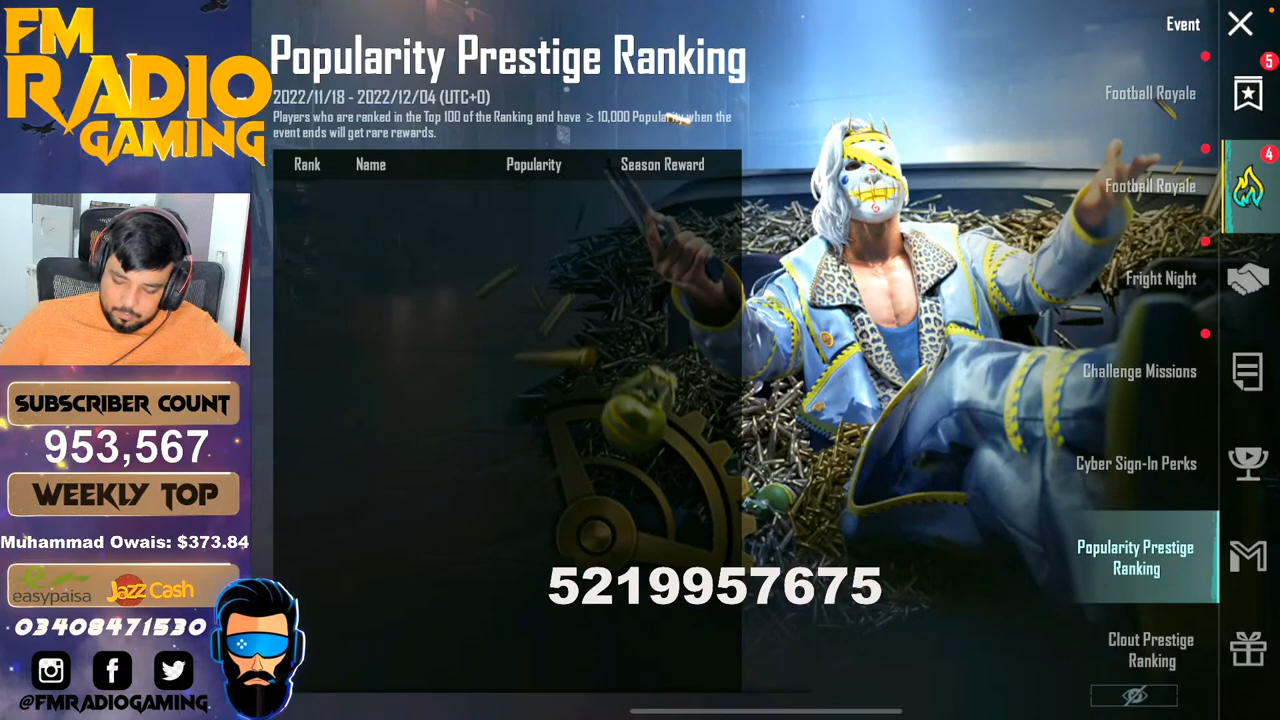 FM
RADIO
GAMING
SUBSCRIBER COUNT
953,567
WEEKLY TOP
Muhammad Owais: $373.84
easypaisa JazzCash
03408471530
@FMRADIOGAMING
Popularity Prestige Ranking
2022/11/18 - 2022/12/04 (UTC+0)
Players who are ranked in the Top 100 of the Ranking and have ≥ 10,000 Popularity when the
event ends will get rare rewards.
Rank Name Popularity Season Reward
5219957675
Event
Football Royale
Football Royale
Fright Night
Challenge Missions
Cyber Sign-In Perks
Popularity Prestige
Ranking
Clout Prestige
Ranking
5
4